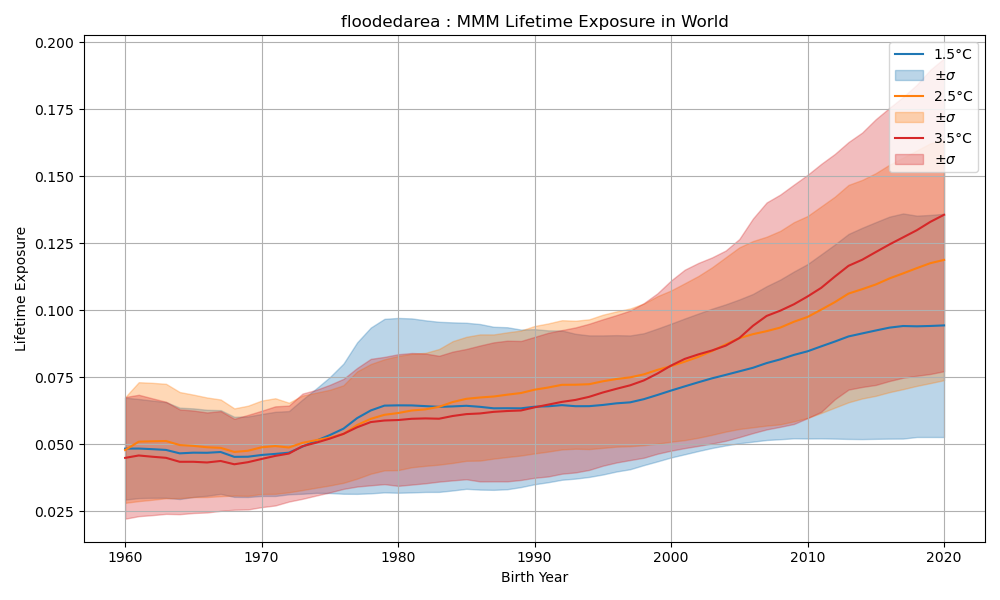 floodedarea : MMM Lifetime Exposure in World
Lifetime Exposure
0.200
0.175
0.150
0.125
0.100
0.075
0.050
0.025
1960
1970
1980
1990
2000
2010
2020
Birth Year
1.5°C
±σ
2.5°C
±σ
3.5°C
±σ